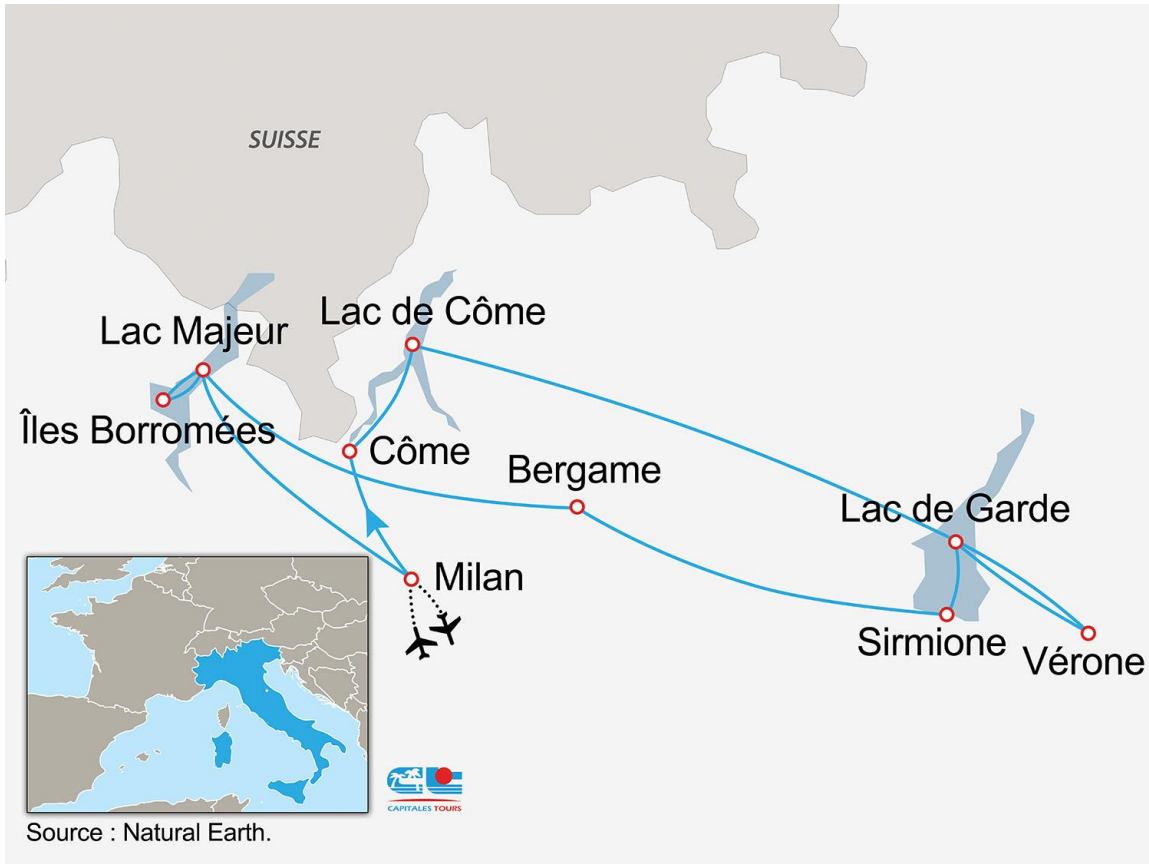 SUISSE
Lac Majeur
Lac de Côme
Îles Borromées
Côme
Bergame
Lac de Garde
Milan
Sirmione
Vérone
CAPITALES TOURS
Source : Natural Earth.